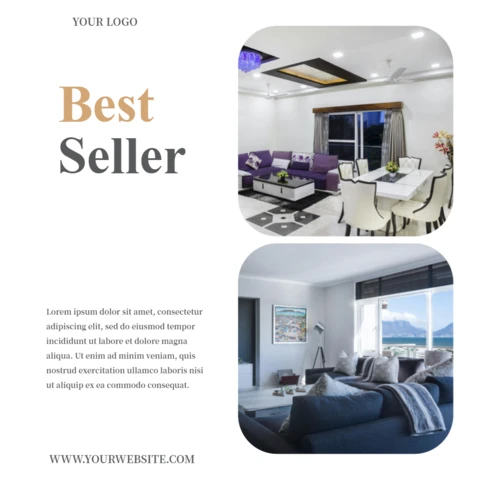 YOUR LOGO
Best
Seller
Lorem ipsum dolor sit amet, consectetur
adipiscing elit, sed do eiusmod tempor
incididunt ut labore et dolore magna
aliqua. Ut enim ad minim veniam, quis
nostrud exercitation ullamco laboris nisi
ut aliquip ex ea commodo consequat.
WWW.YOURWEBSITE.COM